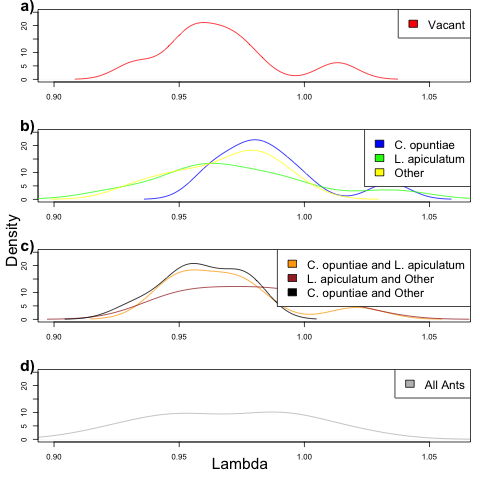 a)
Vacant
0 5 10 20
0.90 0.95 1.00 1.05
b)
C. opuntiae
L. apiculatum
Other
0 5 10 20
0.90 0.95 1.00 1.05
Density
c)
C. opuntiae and L. apiculatum
L. apiculatum and Other
C. opuntiae and Other
0 5 10 20
0.90 0.95 1.00 1.05
d)
All Ants
0 5 10 20
0.90 0.95 1.00 1.05
Lambda